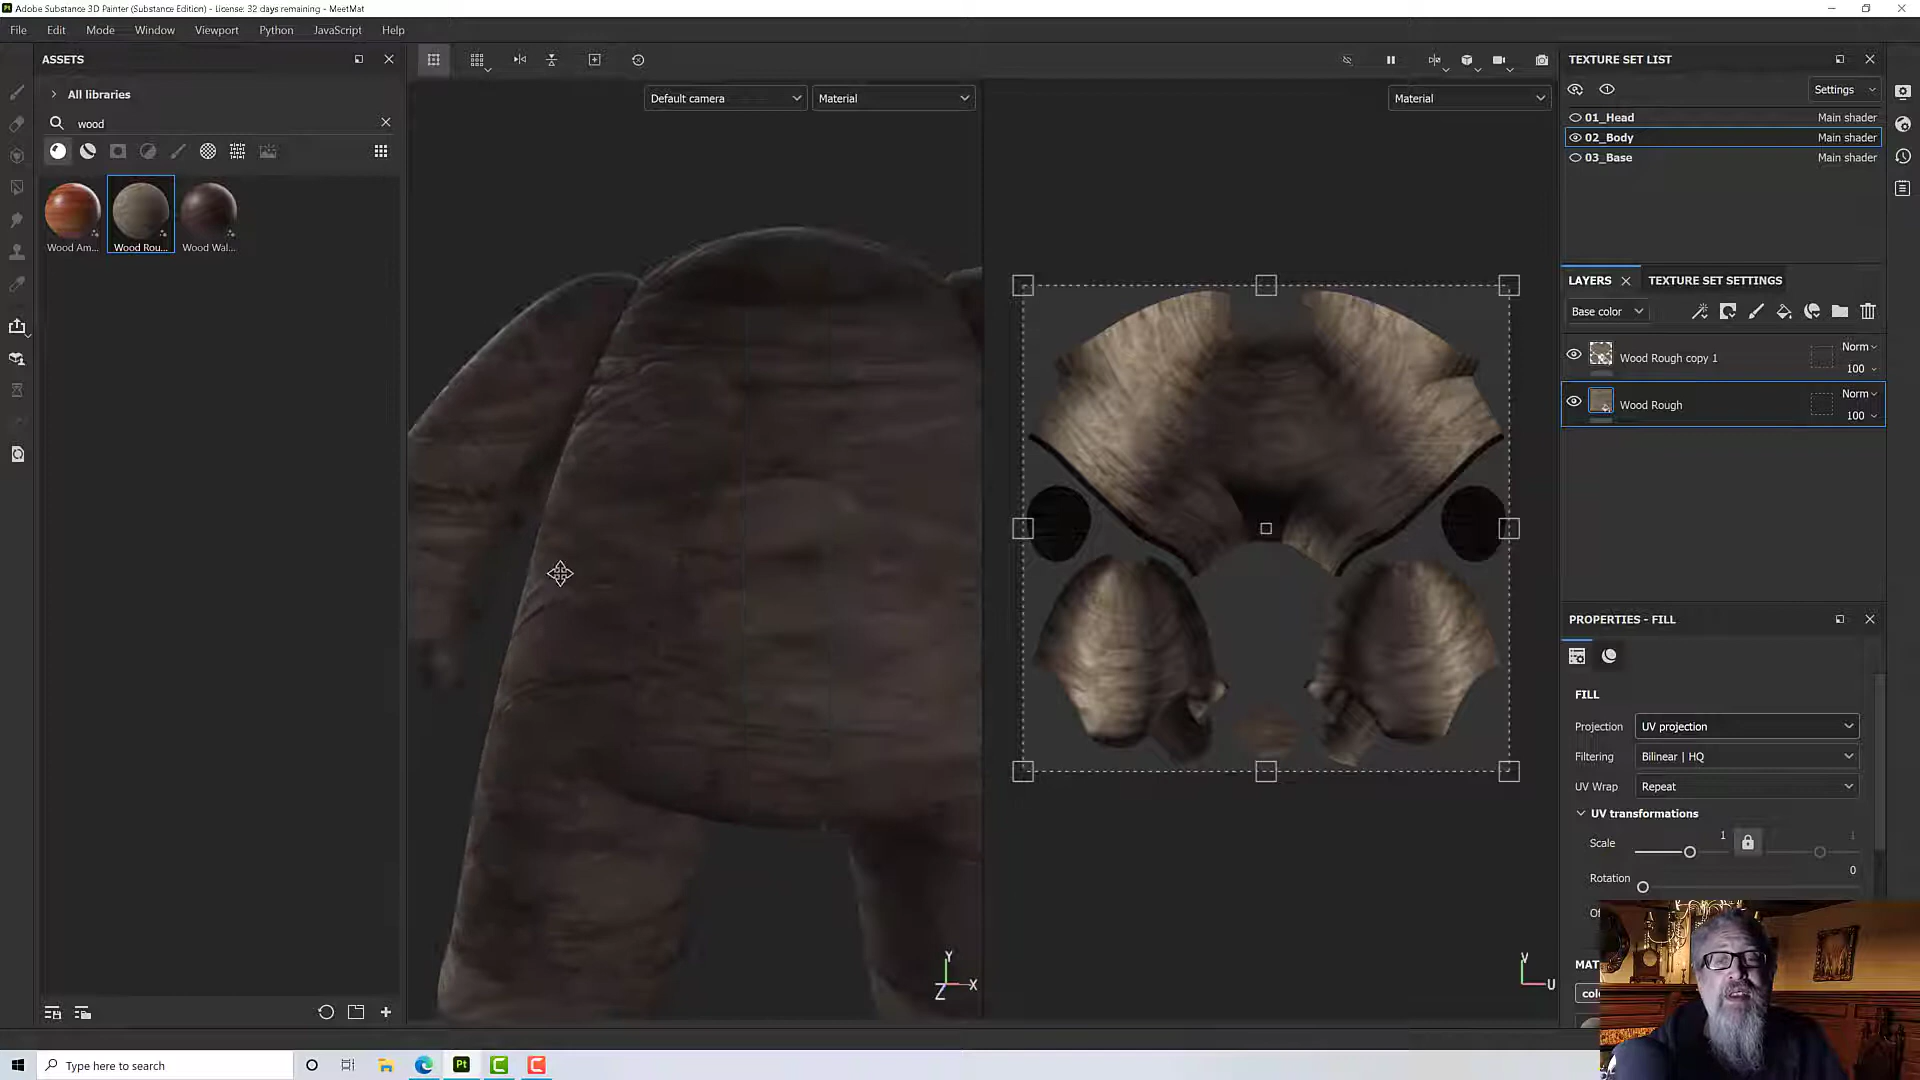 Adobe Substance 3D Painter (Substance Edition) - License: 32 days remaining - MeetMat
File Edit Mode Window Viewport Python JavaScript Help
ASSETS
All libraries
wood
Wood Am... Wood Rou... Wood Wal...
Default camera
Material
Material
TEXTURE SET LIST
Settings
01_Head Main shader
02_Body Main shader
03_Base Main shader
LAYERS TEXTURE SET SETTINGS
Base color
Wood Rough copy 1 Norm 100
Wood Rough Norm 100
PROPERTIES - FILL
FILL
Projection UV projection
Filtering Bilinear | HQ
UV Wrap Repeat
UV transformations
Scale 1 1
Rotation 0
Of
MAT
col
Y
X
Z
V
U
Type here to search
Pt